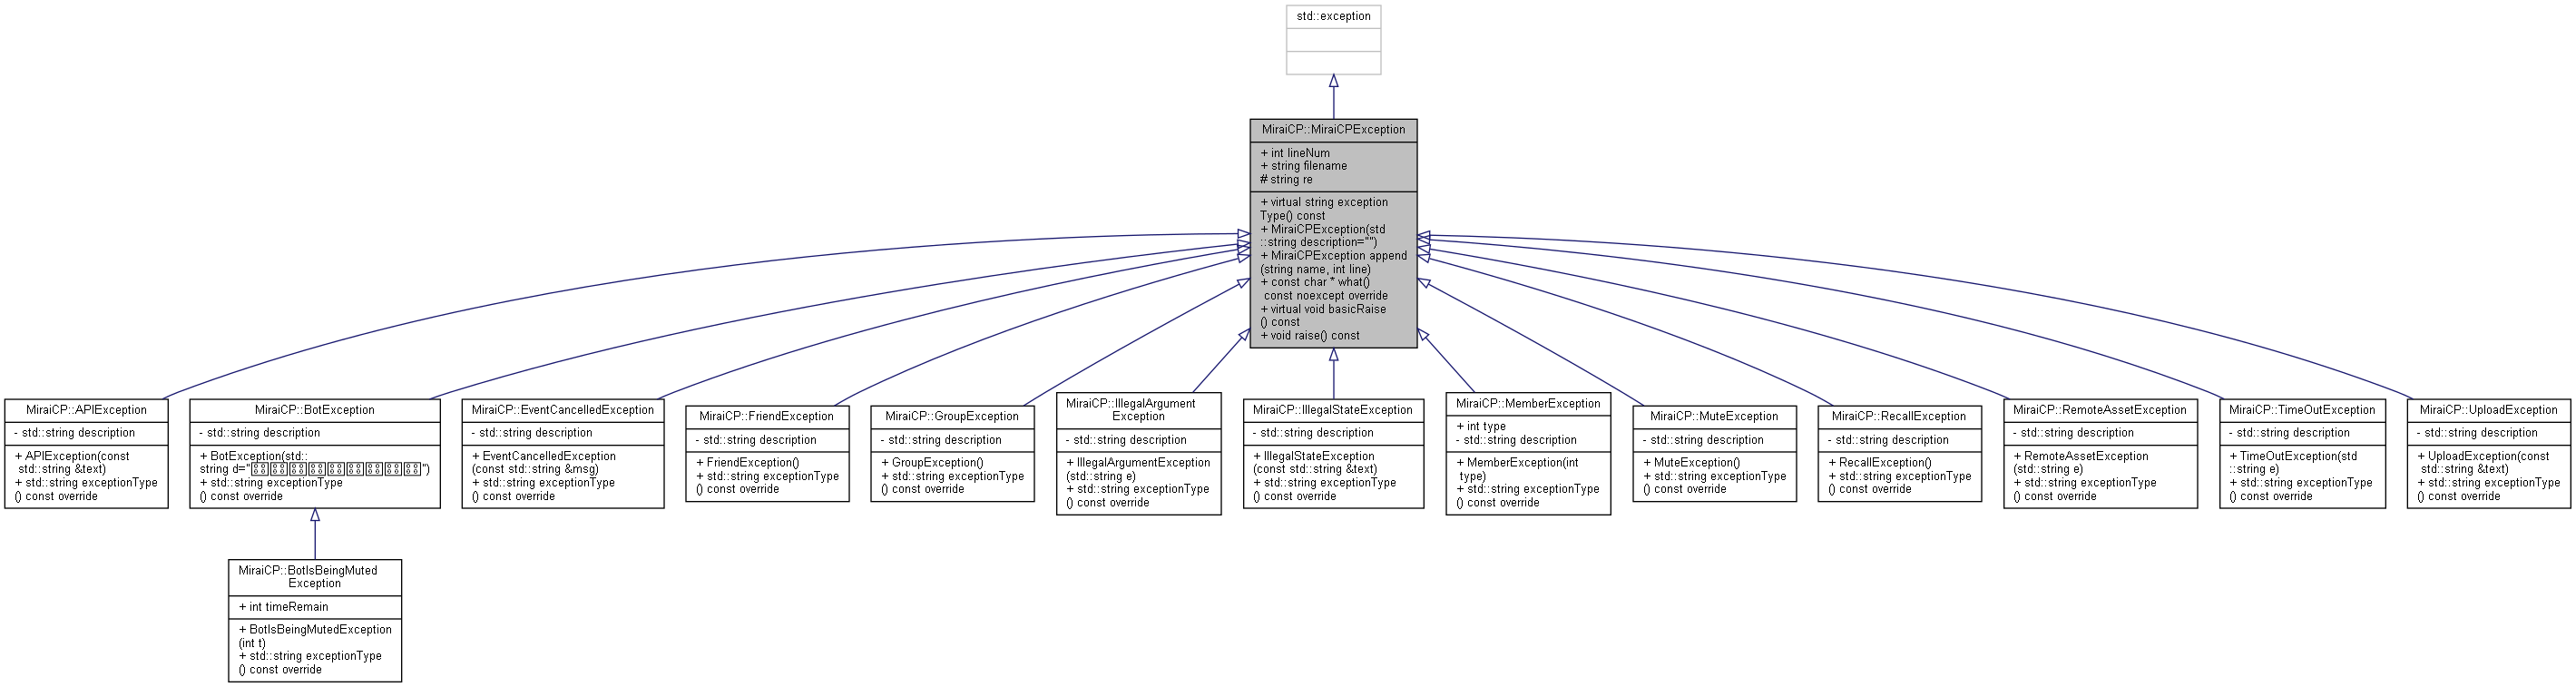 std::exception
MiraiCP::MiraiCPException
+ int lineNum
+ string filename
# string re
+ virtual string exception
Type() const
+ MiraiCPException(std
::string description="")
+ MiraiCPException append
(string name, int line)
+ const char * what()
const noexcept override
+ virtual void basicRaise
() const
+ void raise() const
MiraiCP::APIException
- std::string description
+ APIException(const
std::string &text)
+ std::string exceptionType
() const override
MiraiCP::BotException
- std::string description
+ BotException(std::
string d="")
+ std::string exceptionType
() const override
MiraiCP::EventCancelledException
- std::string description
+ EventCancelledException
(const std::string &msg)
+ std::string exceptionType
() const override
MiraiCP::FriendException
- std::string description
+ FriendException()
+ std::string exceptionType
() const override
MiraiCP::GroupException
- std::string description
+ GroupException()
+ std::string exceptionType
() const override
MiraiCP::IllegalArgument
Exception
- std::string description
+ IllegalArgumentException
(std::string e)
+ std::string exceptionType
() const override
MiraiCP::IllegalStateException
- std::string description
+ IllegalStateException
(const std::string &text)
+ std::string exceptionType
() const override
MiraiCP::MemberException
+ int type
- std::string description
+ MemberException(int
type)
+ std::string exceptionType
() const override
MiraiCP::MuteException
- std::string description
+ MuteException()
+ std::string exceptionType
() const override
MiraiCP::RecallException
- std::string description
+ RecallException()
+ std::string exceptionType
() const override
MiraiCP::RemoteAssetException
- std::string description
+ RemoteAssetException
(std::string e)
+ std::string exceptionType
() const override
MiraiCP::TimeOutException
- std::string description
+ TimeOutException(std
::string e)
+ std::string exceptionType
() const override
MiraiCP::UploadException
- std::string description
+ UploadException(const
std::string &text)
+ std::string exceptionType
() const override
MiraiCP::BotIsBeingMuted
Exception
+ int timeRemain
+ BotIsBeingMutedException
(int t)
+ std::string exceptionType
() const override